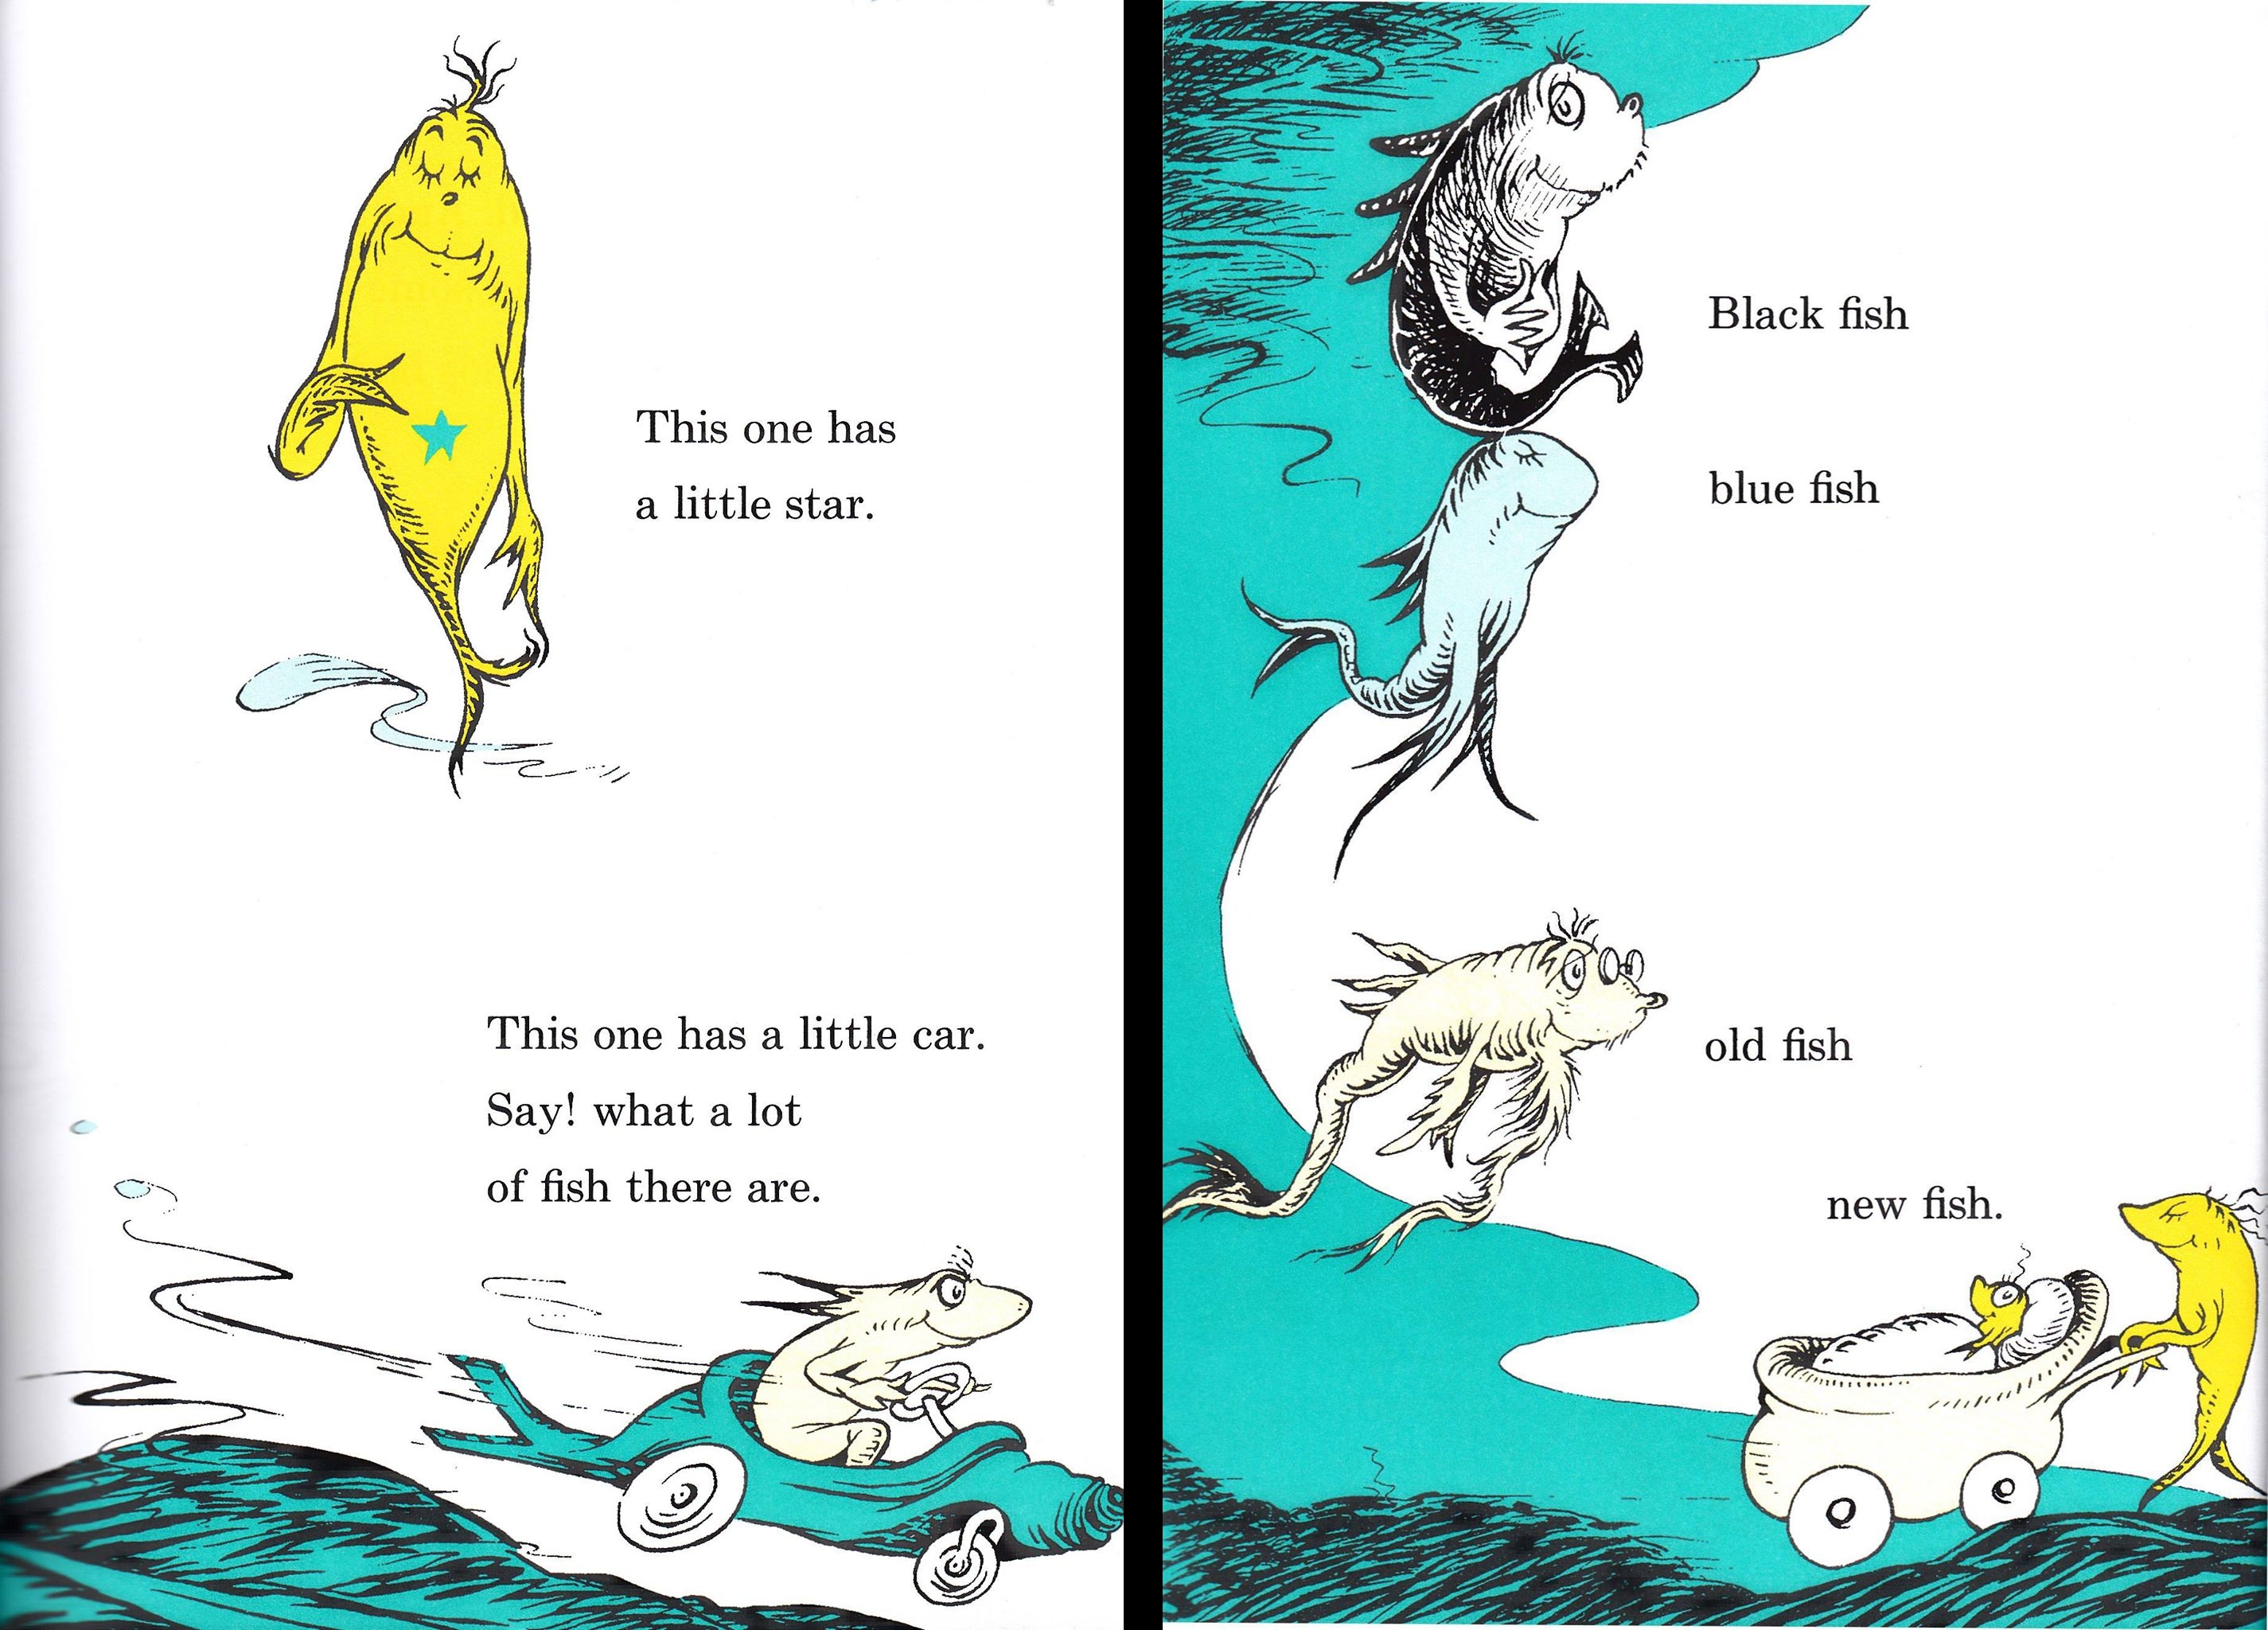 This one has
a little star.
This one has a little car.
Say! what a lot
of fish there are.
Black fish
blue fish
old fish
new fish.